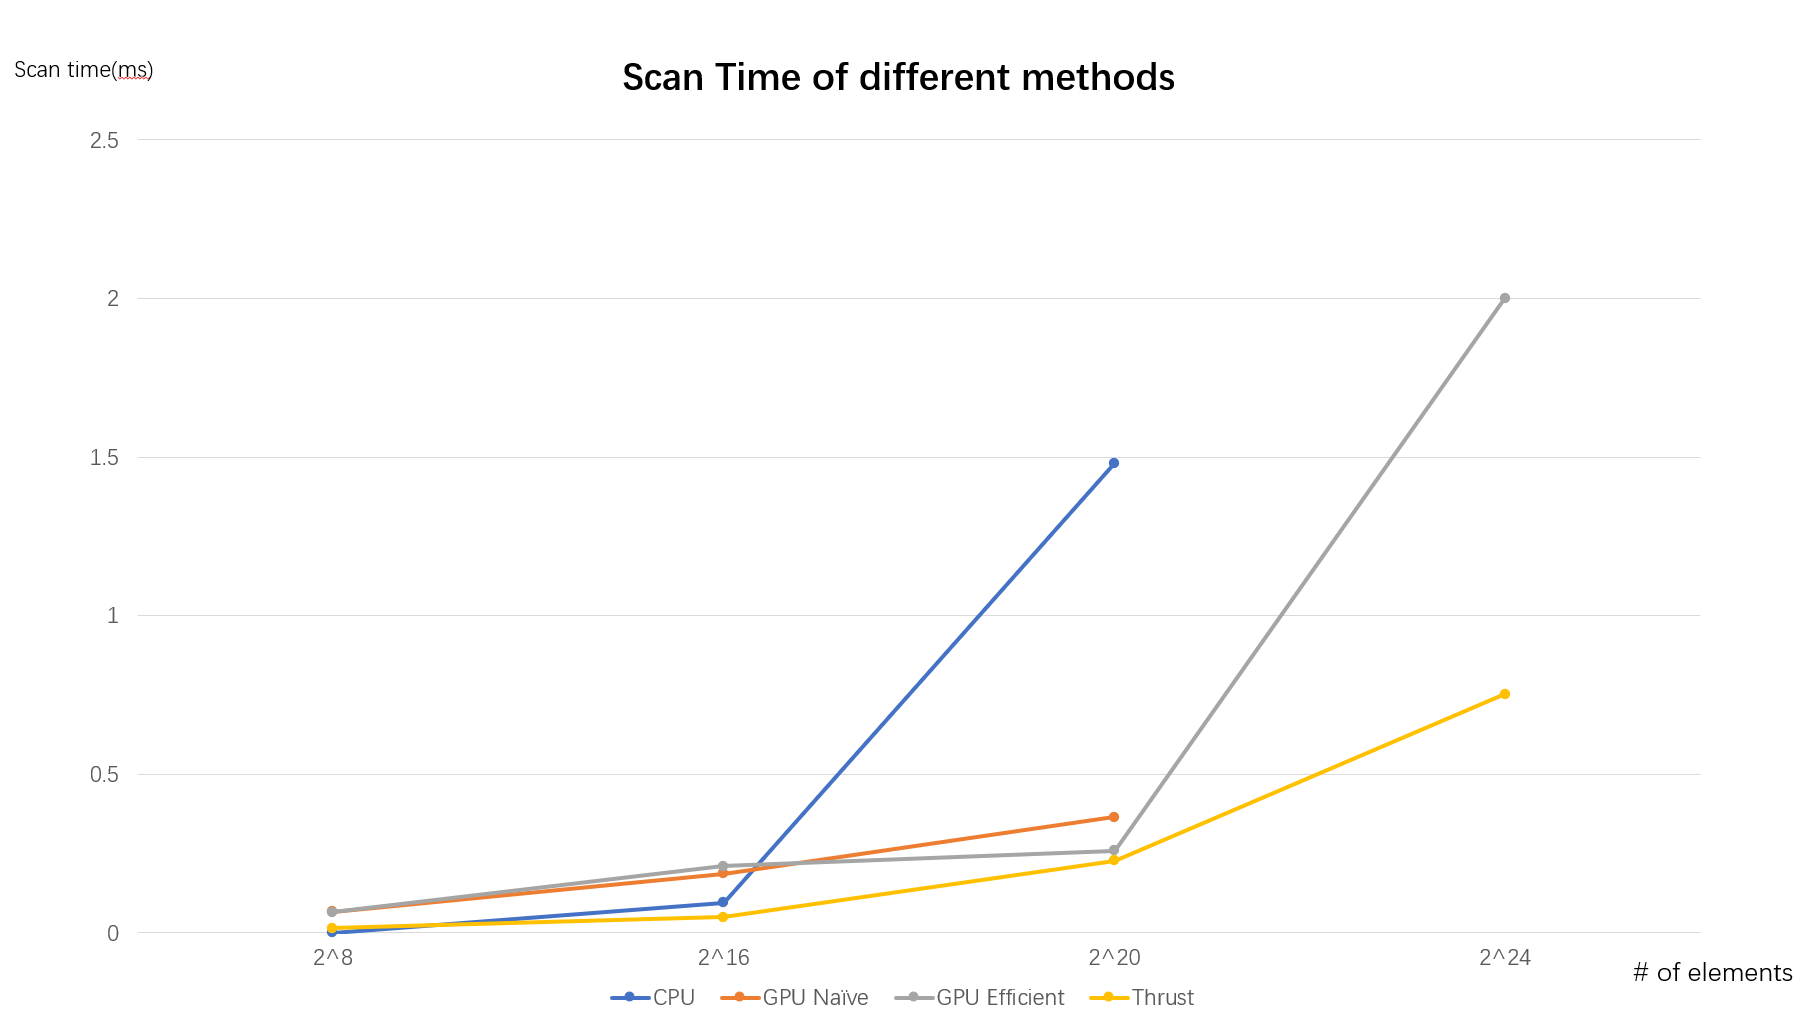 Scan time(ms)
Scan Time of different methods
2.5
2
1.5
1
0.5
0
2^8 2^16 2^20 2^24
# of elements
CPU GPU Naïve GPU Efficient Thrust